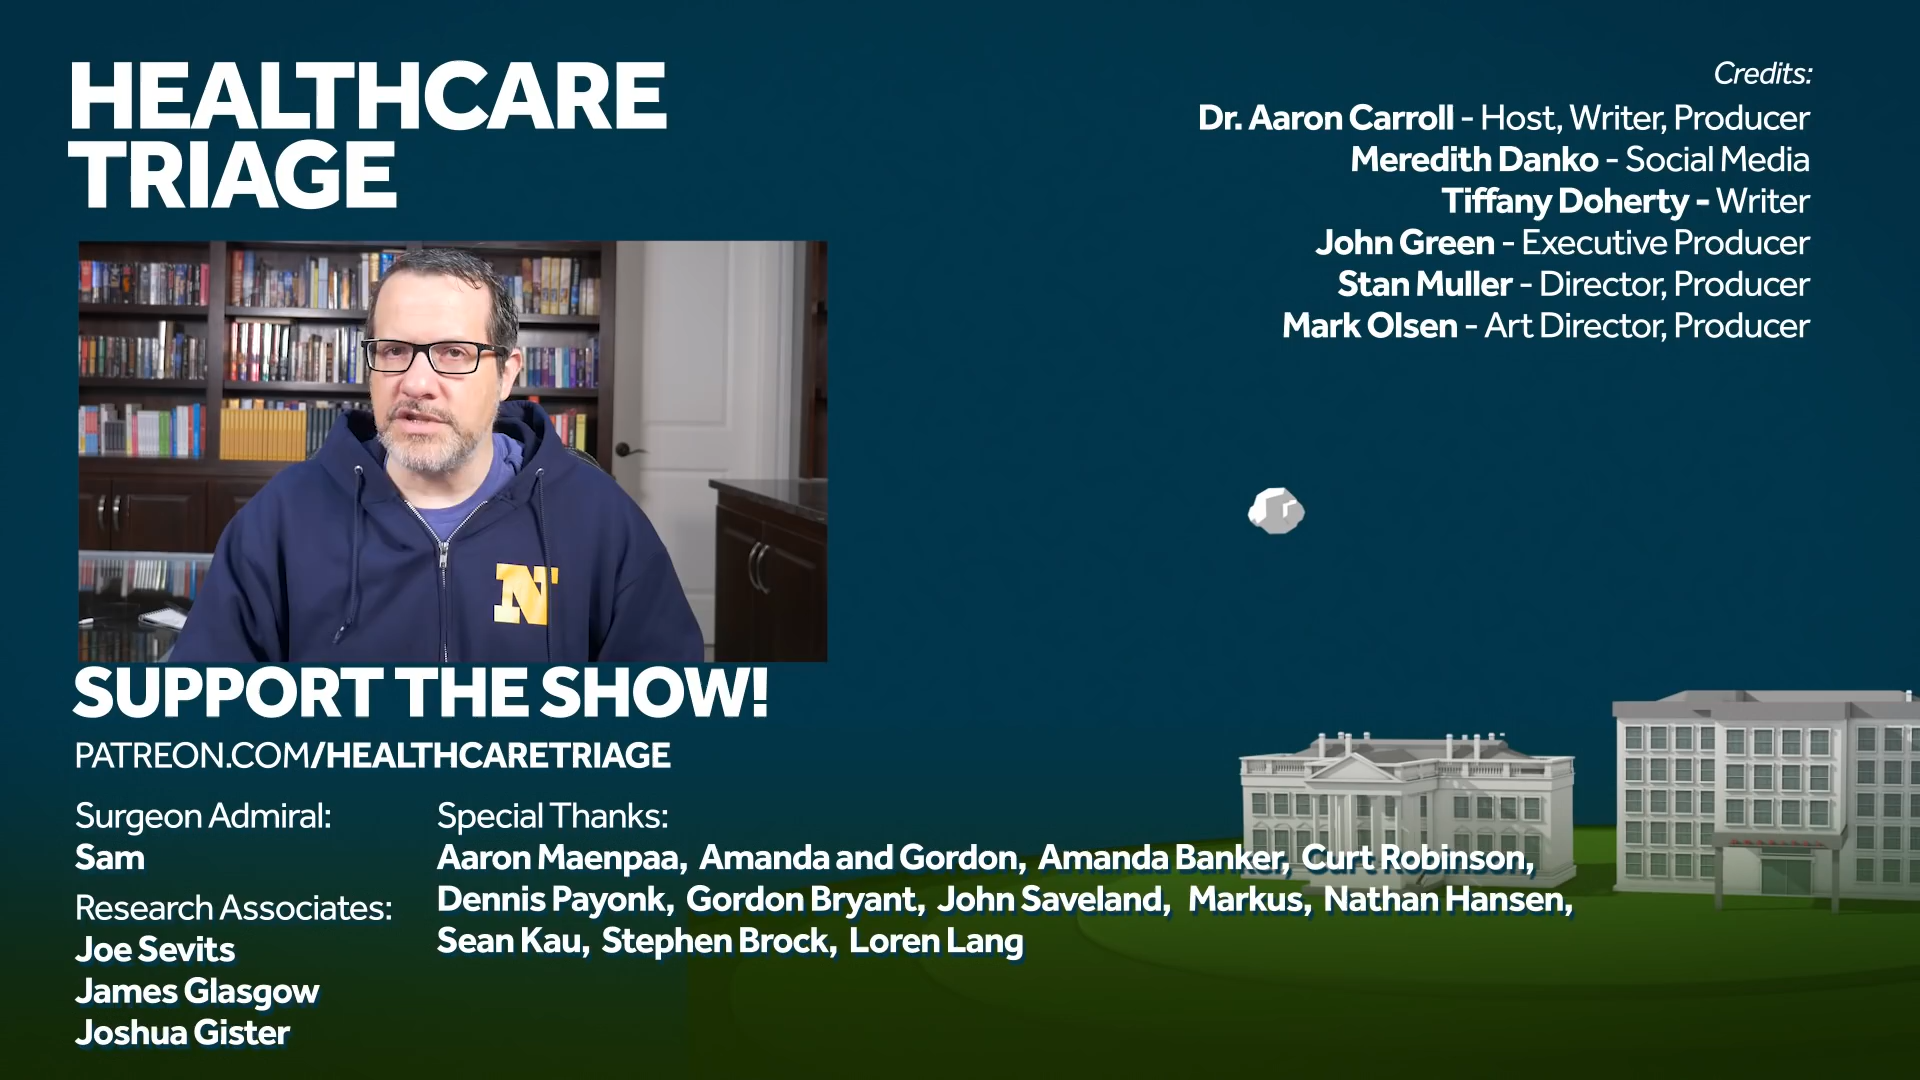 HEALTHCARE
TRIAGE
Credits:
Dr. Aaron Carroll - Host, Writer, Producer
Meredith Danko - Social Media
Tiffany Doherty - Writer
John Green - Executive Producer
Stan Muller - Director, Producer
Mark Olsen - Art Director, Producer
N
SUPPORT THE SHOW!
PATREON.COM/HEALTHCARETRIAGE
Surgeon Admiral:
Sam
Research Associates:
Joe Sevits
James Glasgow
Joshua Gister
Special Thanks:
Aaron Maenpaa, Amanda and Gordon, Amanda Banker, Curt Robinson,
Dennis Payonk, Gordon Bryant, John Saveland, Markus, Nathan Hansen,
Sean Kau, Stephen Brock, Loren Lang